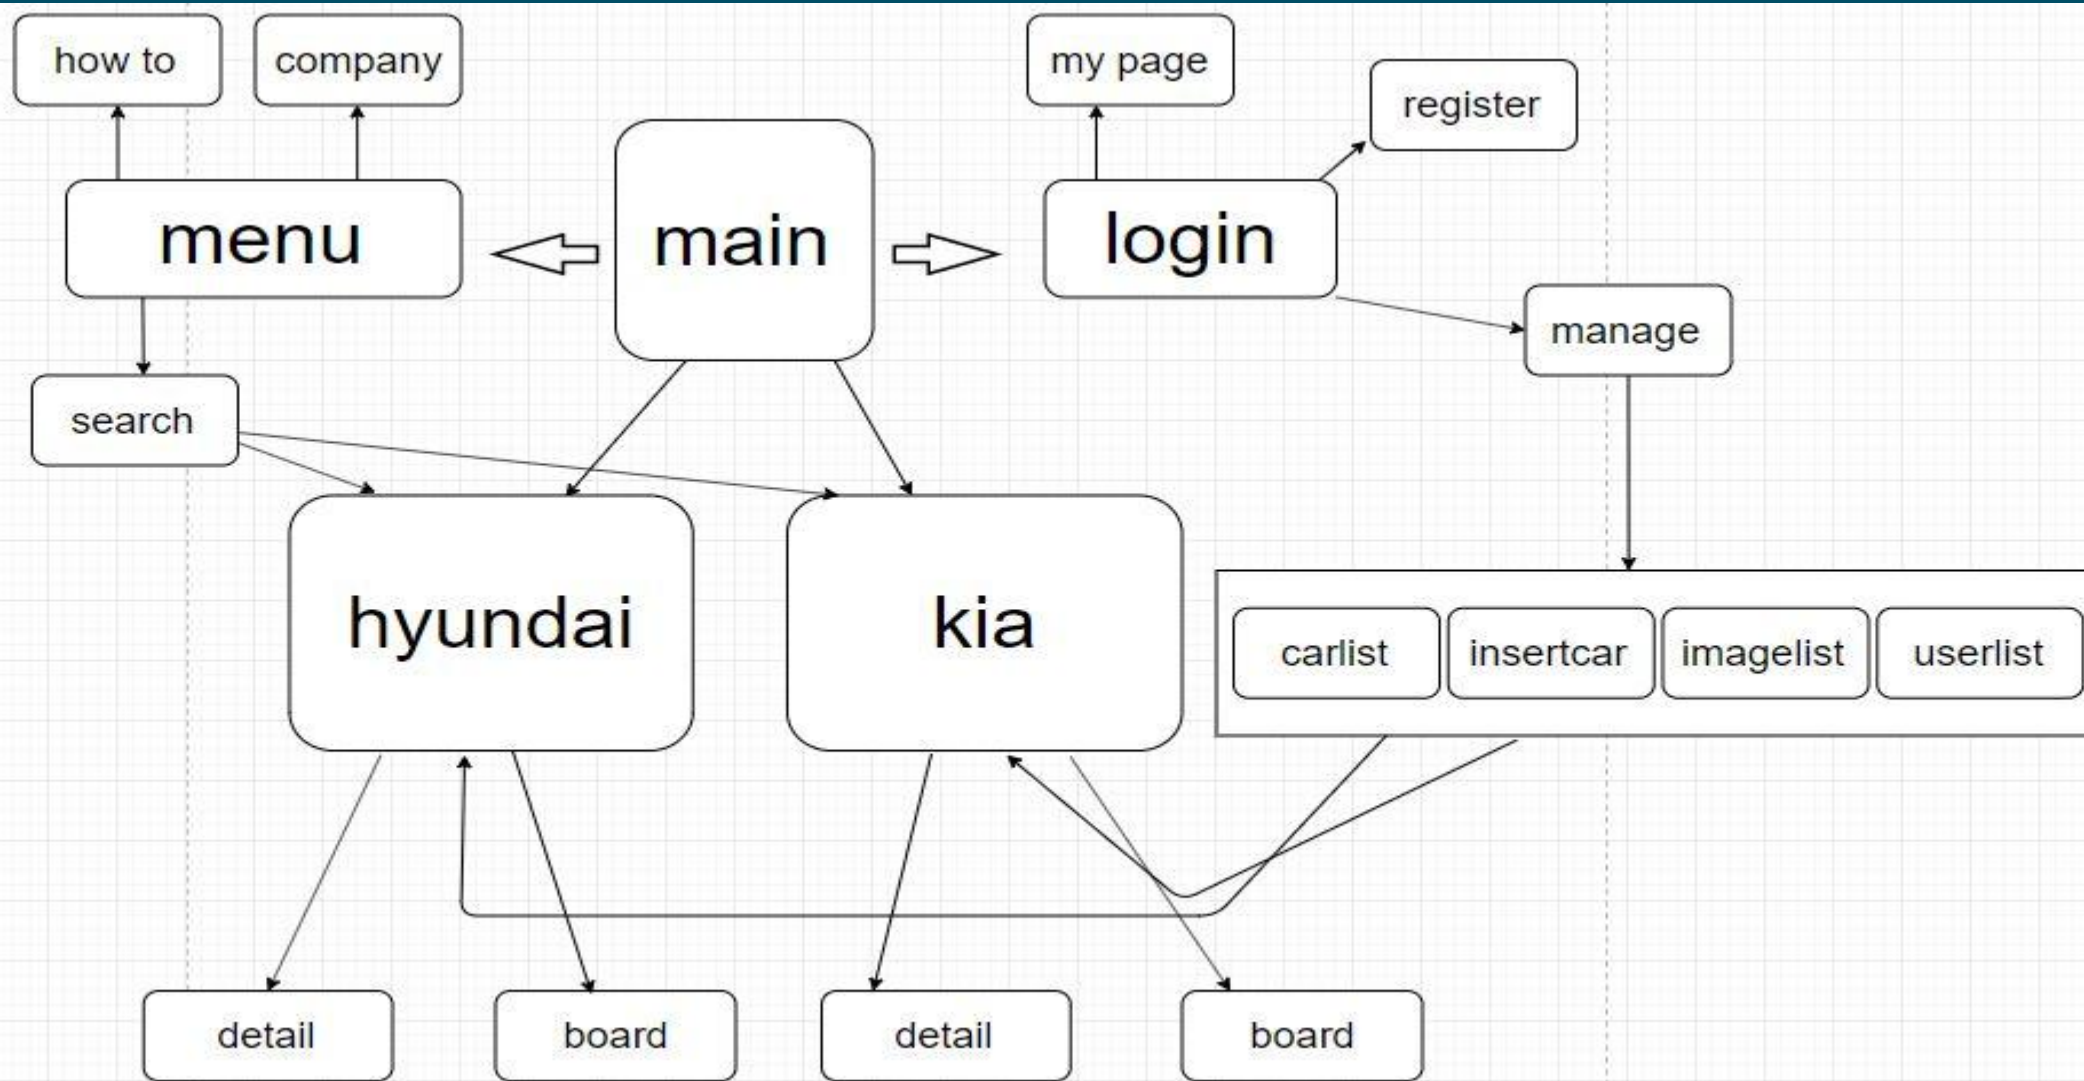 how to
company
my page
register
menu
main
login
manage
search
hyundai
kia
carlist
insertcar
imagelist
userlist
detail
board
detail
board